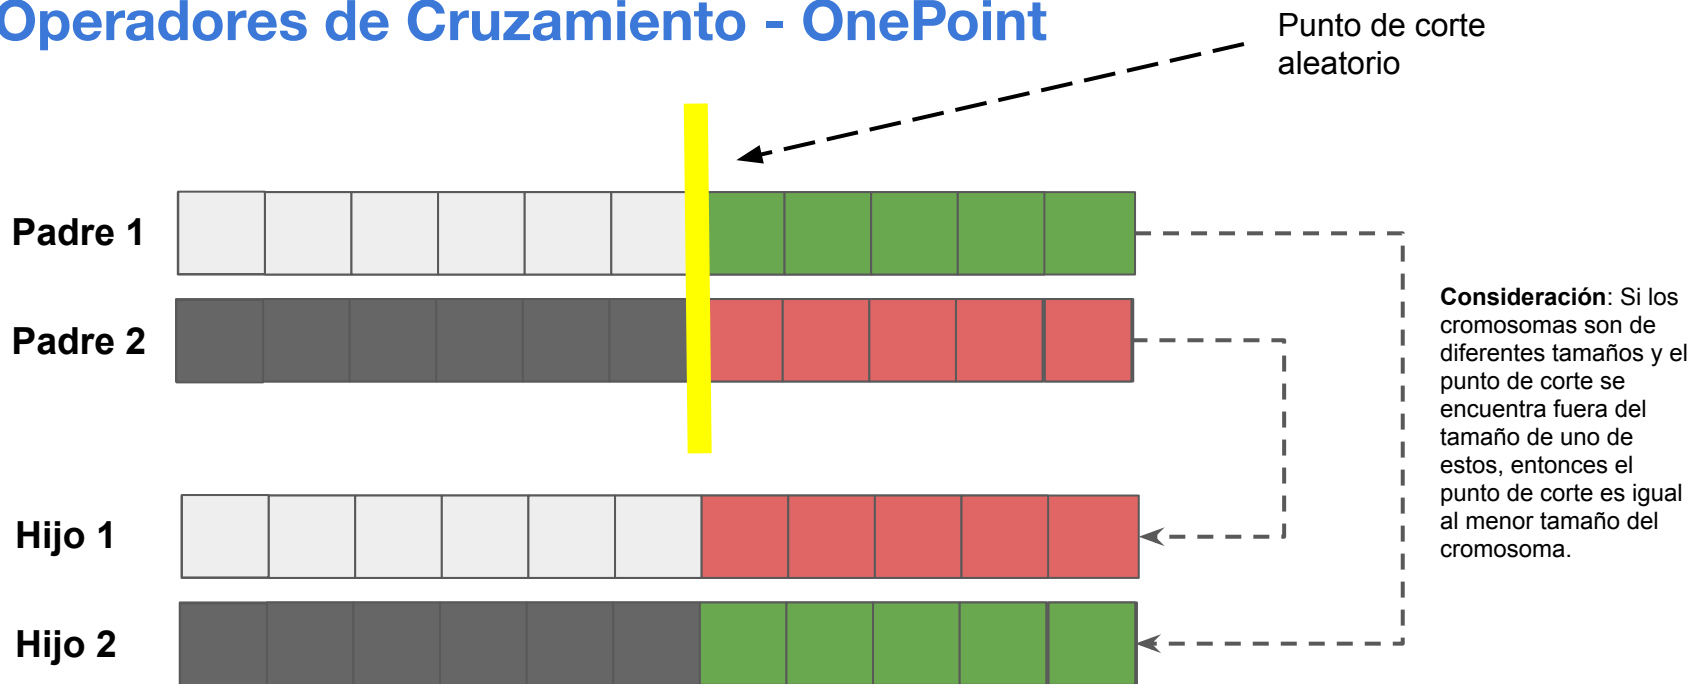 Operadores de Cruzamiento - OnePoint
Punto de corte
aleatorio
Padre 1
Padre 2
Consideración: Si los
cromosomas son de
diferentes tamaños y el
punto de corte se
encuentra fuera del
tamaño de uno de
estos, entonces el
punto de corte es igual
al menor tamaño del
cromosoma.
Hijo 1
Hijo 2